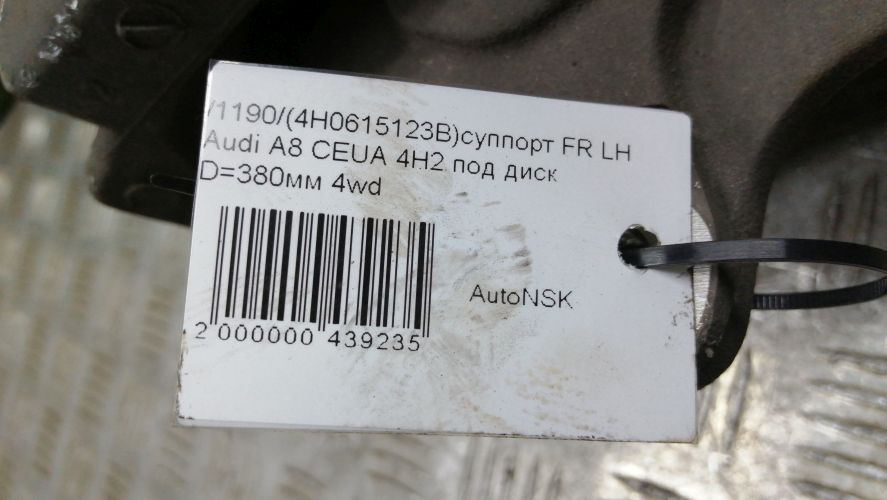 /1190/(4H0615123B)суппорт FR LH
Audi A8 CEUA 4H2 под диск
D=380мм 4wd
AutoNSK
2 000000 439235